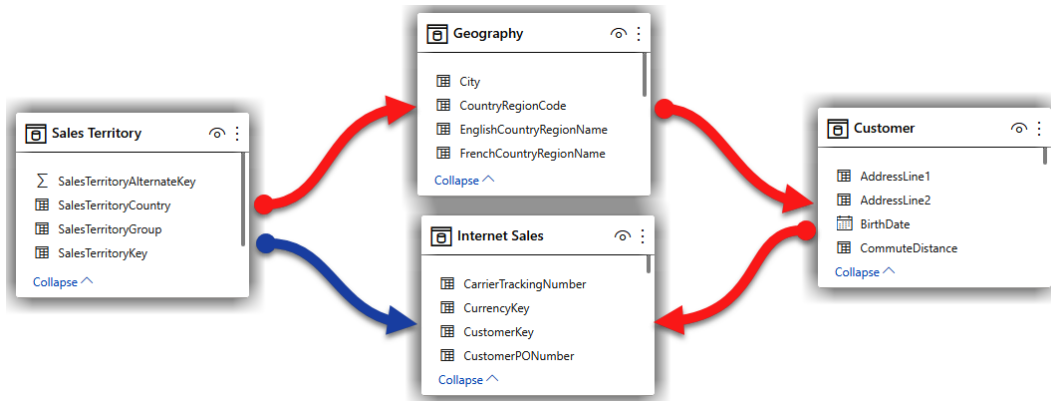 Geography
City
CountryRegionCode
EnglishCountryRegionName
FrenchCountryRegionName
Collapse
Sales Territory
SalesTerritoryAlternateKey
SalesTerritoryCountry
SalesTerritoryGroup
SalesTerritoryKey
Collapse
Customer
AddressLine1
AddressLine2
BirthDate
CommuteDistance
Collapse
Internet Sales
CarrierTrackingNumber
CurrencyKey
CustomerKey
CustomerPONumber
Collapse